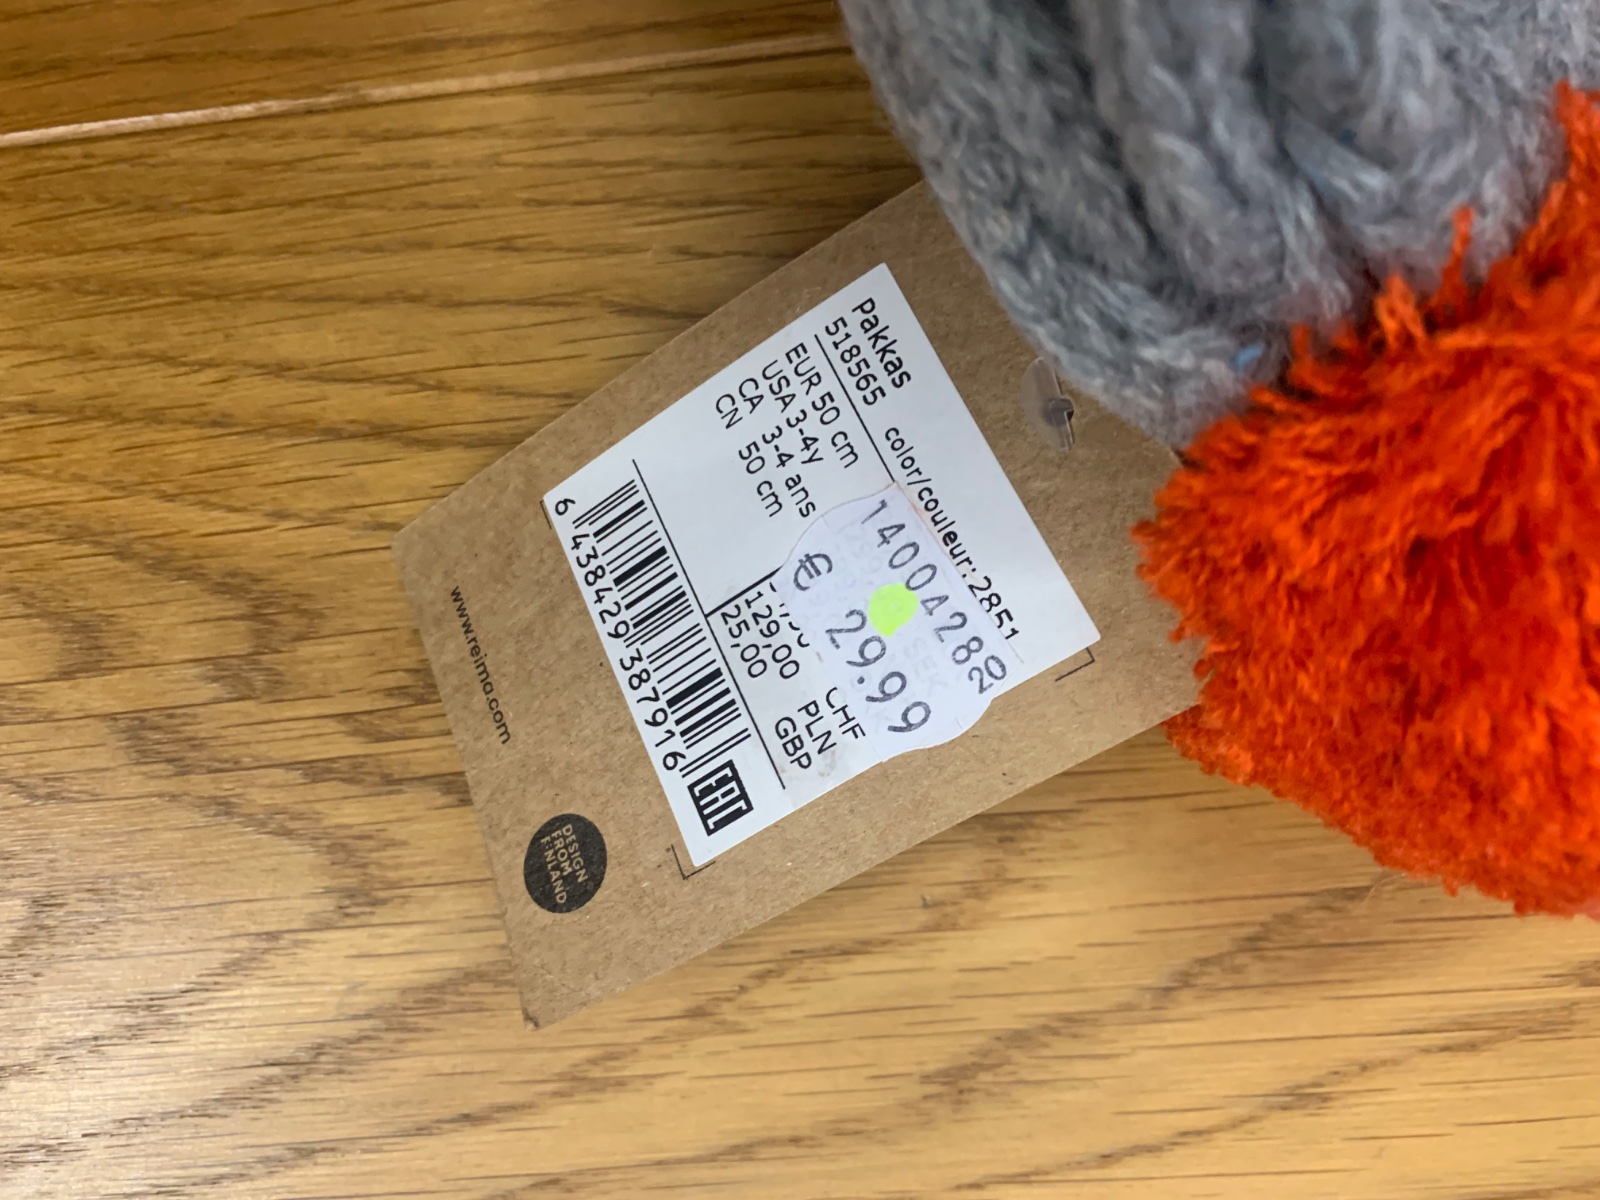 Pakkas
518565 color/couleur:2851
EUR 50 cm
USA 3-4y
CA 3-4 ans
CN 50 cm
140042820
€ 29.99
CHF
129,00 PLN
25,00 GBP
6 438429 387916
EAC
www.reima.com
DESIGN
FROM
FINLAND